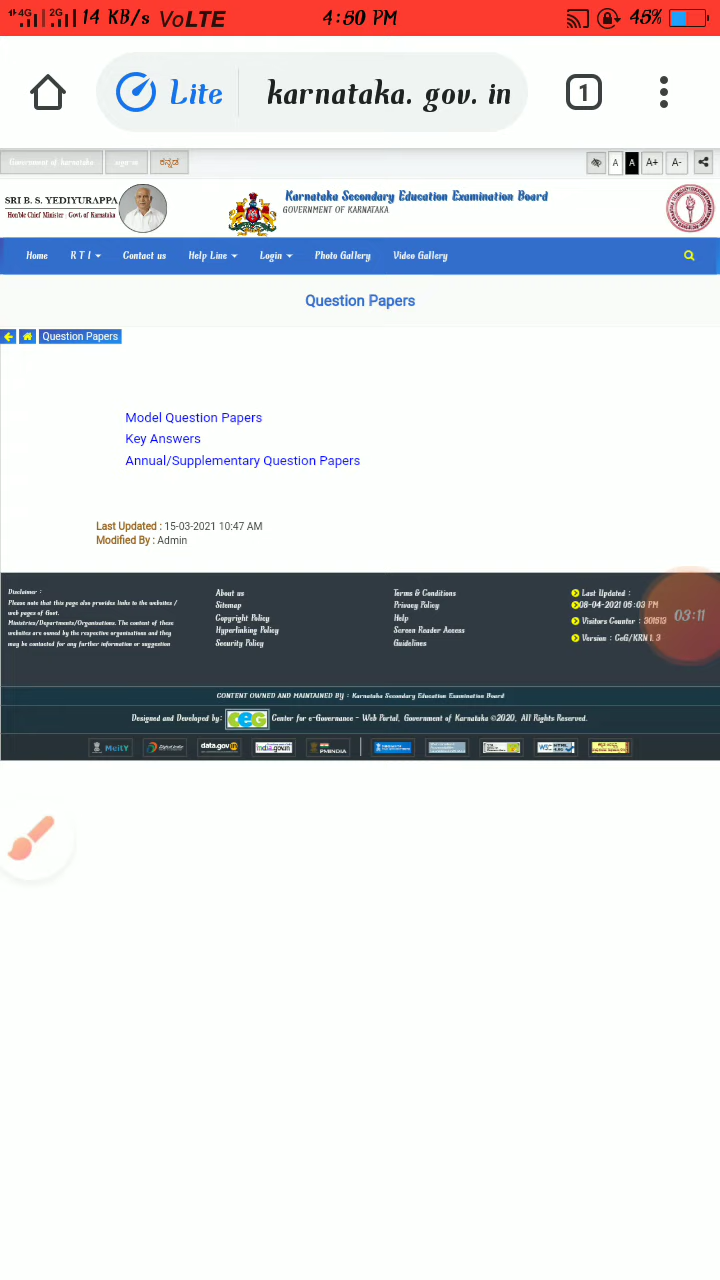 4G 2G 14 KB/s VoLTE 4:50 PM 45%
Lite karnataka. gov. in 1
Government of karnataka ಕನ್ನಡ A A A+ A-
SRI B. S. YEDIYURAPPA
Hon'ble Chief Minister Govt. of Karnataka
Karnataka Secondary Education Examination Board
GOVERNMENT OF KARNATAKA
Home R T I Contact us Help Line Login Photo Gallery Video Gallery
Question Papers
Question Papers
Model Question Papers
Key Answers
Annual/Supplementary Question Papers
Last Updated : 15-03-2021 10:47 AM
Modified By : Admin
Disclaimer :
Please note that this page also provides links to the websites /
web pages of Govt.
Ministries/Departments/Organisations. The content of these
websites are owned by the respective organisations and they
may be contacted for any further information or suggestion
About us
Sitemap
Copyright Policy
Hyperlinking Policy
Security Policy
Terms & Conditions
Privacy Policy
Help
Screen Reader Access
Guidelines
Last Updated :
08-04-2021 05:03 PM
Visitors Counter : 301513
Version : CeG/KRN 1. 3
03:11
CONTENT OWNED AND MAINTAINED BY : Karnataka Secondary Education Examination Board
Designed and Developed by: CeG Center for e-Governance - Web Portal, Government of Karnataka ©2020, All Rights Reserved.
MeitY Digital India data.gov in india.gov.in PMINDIA